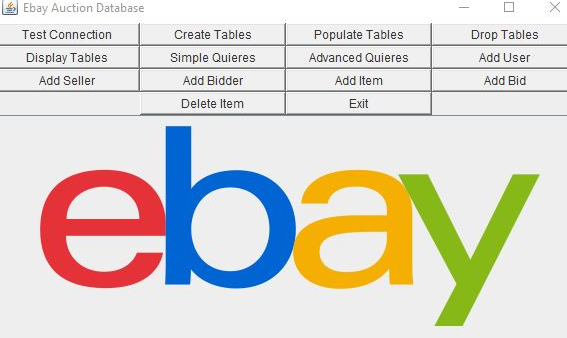 Ebay Auction Database
Test Connection Create Tables Populate Tables Drop Tables
Display Tables Simple Quieres Advanced Quieres Add User
Add Seller Add Bidder Add Item Add Bid
Delete Item Exit
ebay